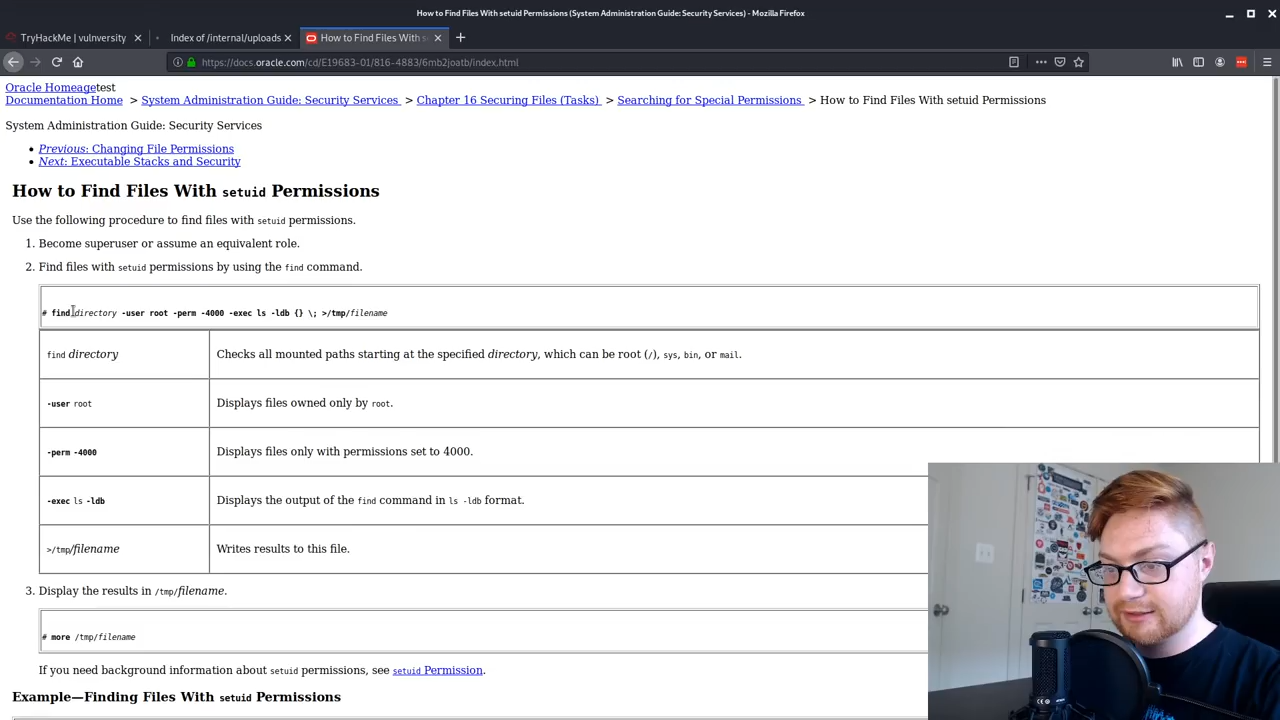 How to Find Files With setuid Permissions (System Administration Guide: Security Services) - Mozilla Firefox
TryHackMe | vulnversity
Index of /internal/uploads
How to Find Files With s
https://docs.oracle.com/cd/E19683-01/816-4883/6mb2joatb/index.html
Oracle Homeagetest
Documentation Home > System Administration Guide: Security Services > Chapter 16 Securing Files (Tasks) > Searching for Special Permissions > How to Find Files With setuid Permissions
System Administration Guide: Security Services
• Previous: Changing File Permissions
• Next: Executable Stacks and Security
How to Find Files With setuid Permissions
Use the following procedure to find files with setuid permissions.
1. Become superuser or assume an equivalent role.
2. Find files with setuid permissions by using the find command.
# find directory -user root -perm -4000 -exec ls -ldb {} \; >/tmp/filename
find directory
Checks all mounted paths starting at the specified directory, which can be root (/), sys, bin, or mail.
-user root
Displays files owned only by root.
-perm -4000
Displays files only with permissions set to 4000.
-exec ls -ldb
Displays the output of the find command in ls -ldb format.
>/tmp/filename
Writes results to this file.
3. Display the results in /tmp/filename.
# more /tmp/filename
If you need background information about setuid permissions, see setuid Permission.
Example—Finding Files With setuid Permissions